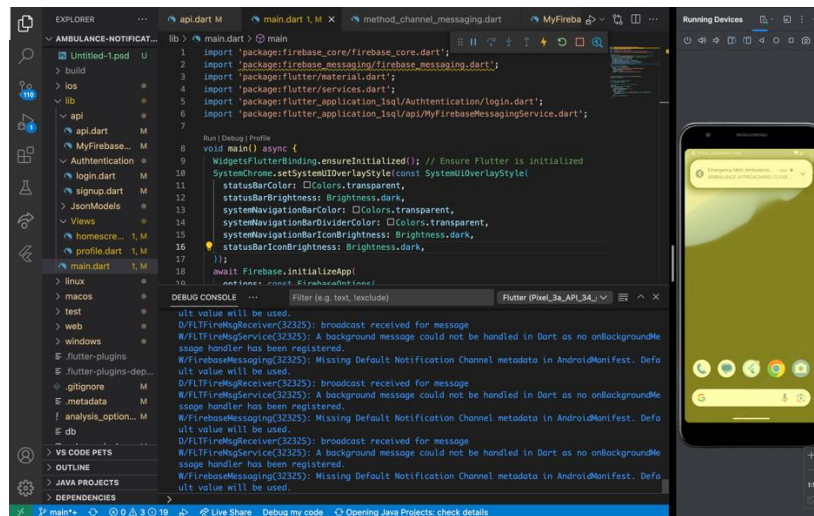 EXPLORER
AMBULANCE-NOTIFICAT...
Untitled-1.psd U
build
ios
lib
api
api.dart M
MyFirebase... M
Authtentication
login.dart M
signup.dart M
JsonModels
Views
homescre... 1, M
profile.dart 1, M
main.dart 1, M
linux
macos
test
web
windows
.flutter-plugins
.flutter-plugins-dep...
.gitignore M
.metadata M
analysis_option... M
db
VS CODE PETS
OUTLINE
JAVA PROJECTS
DEPENDENCIES
110
1
api.dart M
main.dart 1, M
method_channel_messaging.dart
MyFireba
lib > main.dart > main
1 import 'package:firebase_core/firebase_core.dart';
2 import 'package:firebase_messaging/firebase_messaging.dart';
3 import 'package:flutter/material.dart';
4 import 'package:flutter/services.dart';
5 import 'package:flutter_application_1sql/Authtentication/login.dart';
6 import 'package:flutter_application_1sql/api/MyFirebaseMessagingService.dart';
7
Run | Debug | Profile
8 void main() async {
9 WidgetsFlutterBinding.ensureInitialized(); // Ensure Flutter is initialized
10 SystemChrome.setSystemUIOverlayStyle(const SystemUiOverlayStyle(
11 statusBarColor: Colors.transparent,
12 statusBarBrightness: Brightness.dark,
13 systemNavigationBarColor: Colors.transparent,
14 systemNavigationBarDividerColor: Colors.transparent,
15 systemNavigationBarIconBrightness: Brightness.dark,
16 statusBarIconBrightness: Brightness.dark,
17 ));
18 await Firebase.initializeApp(
19 options: const FirebaseOptions(
DEBUG CONSOLE ... Filter (e.g. text, !exclude) Flutter (Pixel_3a_API_34_
ult value will be used.
D/FLTFireMsgReceiver(32325): broadcast received for message
W/FLTFireMsgService(32325): A background message could not be handled in Dart as no onBackgroundMe
ssage handler has been registered.
W/FirebaseMessaging(32325): Missing Default Notification Channel metadata in AndroidManifest. Defa
ult value will be used.
D/FLTFireMsgReceiver(32325): broadcast received for message
W/FLTFireMsgService(32325): A background message could not be handled in Dart as no onBackgroundMe
ssage handler has been registered.
W/FirebaseMessaging(32325): Missing Default Notification Channel metadata in AndroidManifest. Defa
ult value will be used.
D/FLTFireMsgReceiver(32325): broadcast received for message
W/FLTFireMsgService(32325): A background message could not be handled in Dart as no onBackgroundMe
ssage handler has been registered.
W/FirebaseMessaging(32325): Missing Default Notification Channel metadata in AndroidManifest. Defa
ult value will be used.
>
Running Devices
Emergency Alert: Ambulance...
AMBULANCE APPROACHING! CLEAR...
1:1
main*+ 0 3 19 Live Share Debug my code Opening Java Projects: check details